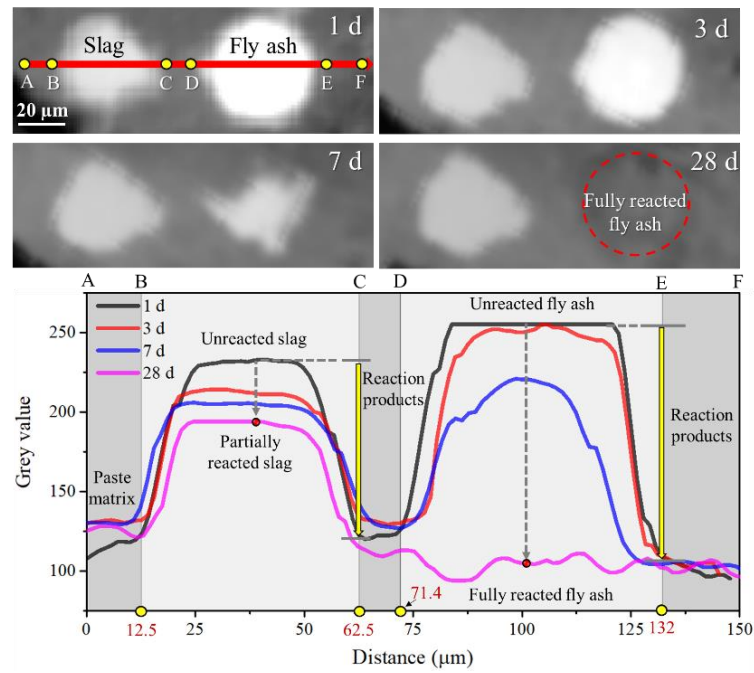 1 d
Slag
Fly ash
A
B
C
D
E
F
20 μm
3 d
7 d
28 d
Fully reacted
fly ash
A
B
C
D
E
F
1 d
3 d
7 d
28 d
Unreacted slag
Unreacted fly ash
Reaction
products
Reaction
products
Partially
reacted slag
Paste
matrix
Fully reacted fly ash
71.4
Grey value
250
200
150
100
0
12.5
25
50
62.5
75
100
125
132
150
Distance (μm)